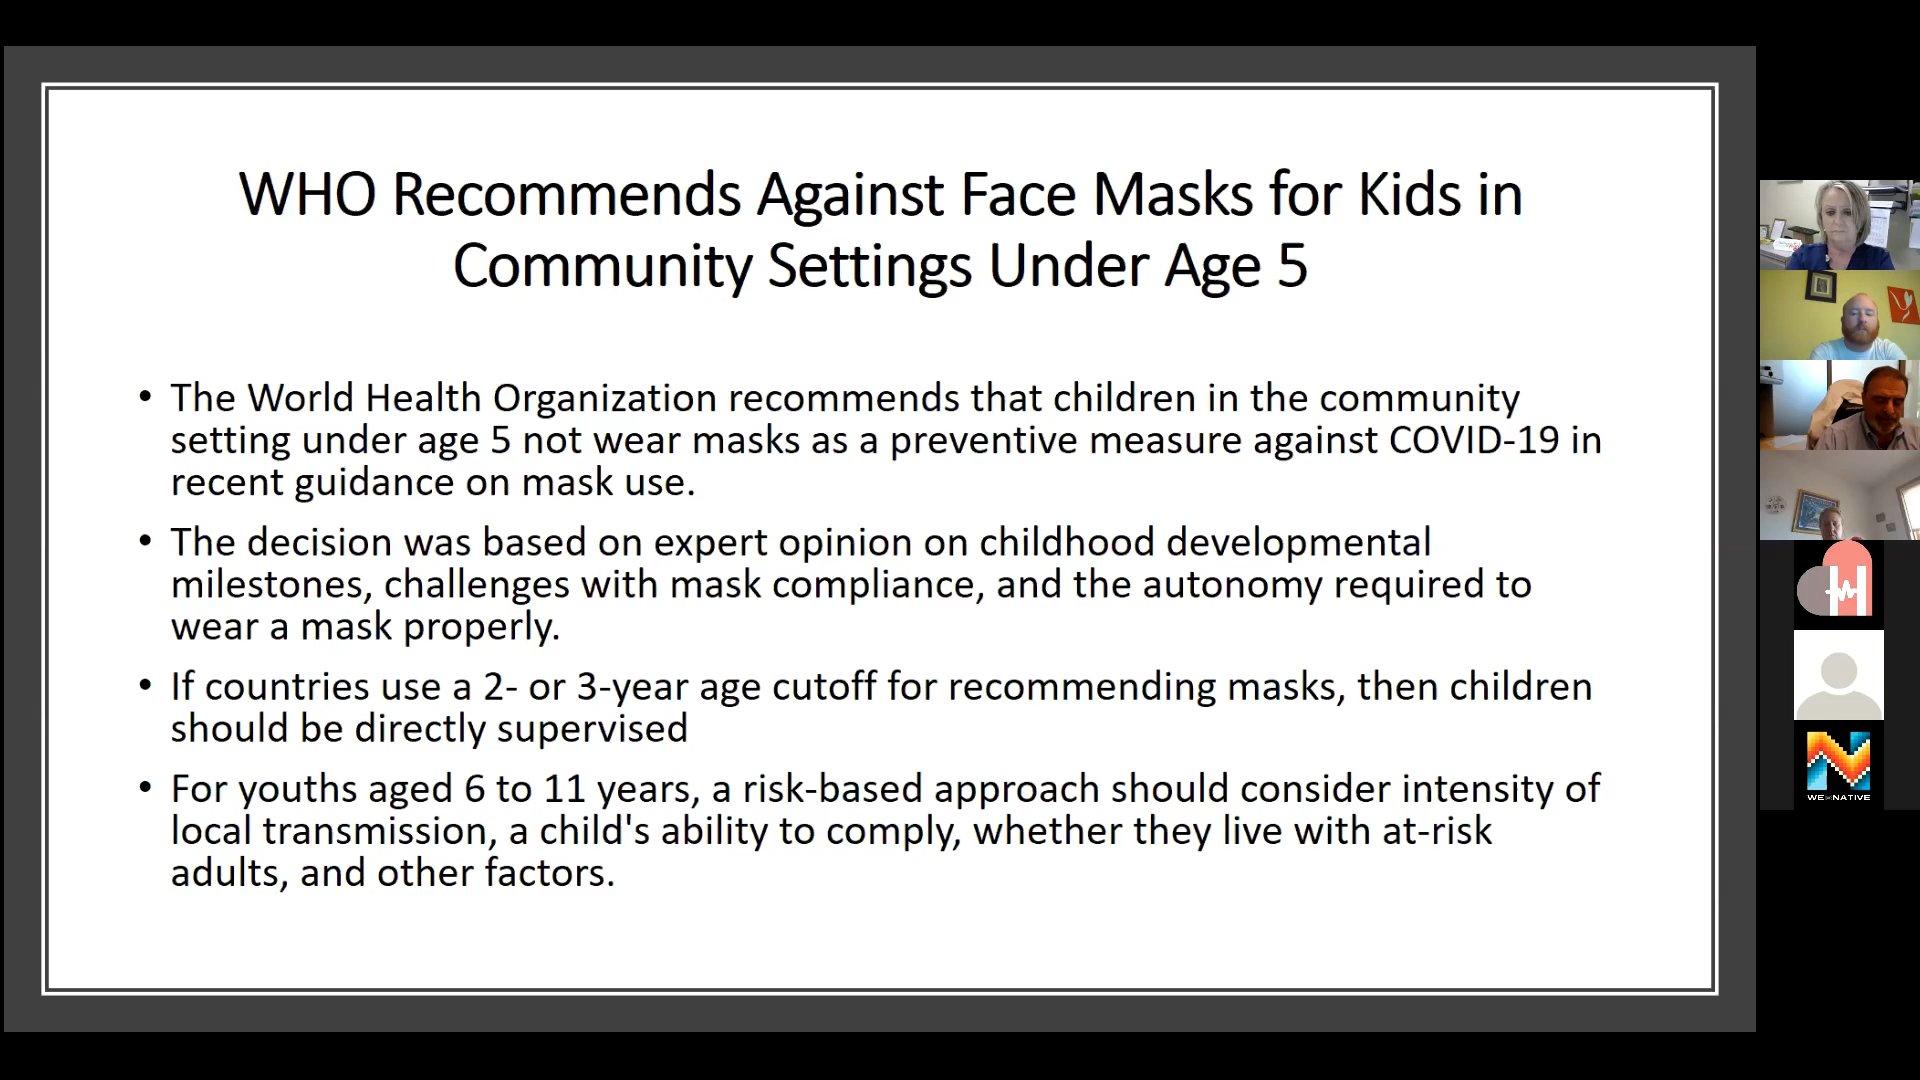 WHO Recommends Against Face Masks for Kids in
Community Settings Under Age 5
• The World Health Organization recommends that children in the community
setting under age 5 not wear masks as a preventive measure against COVID-19 in
recent guidance on mask use.
• The decision was based on expert opinion on childhood developmental
milestones, challenges with mask compliance, and the autonomy required to
wear a mask properly.
• If countries use a 2- or 3-year age cutoff for recommending masks, then children
should be directly supervised
• For youths aged 6 to 11 years, a risk-based approach should consider intensity of
local transmission, a child's ability to comply, whether they live with at-risk
adults, and other factors.
H
N